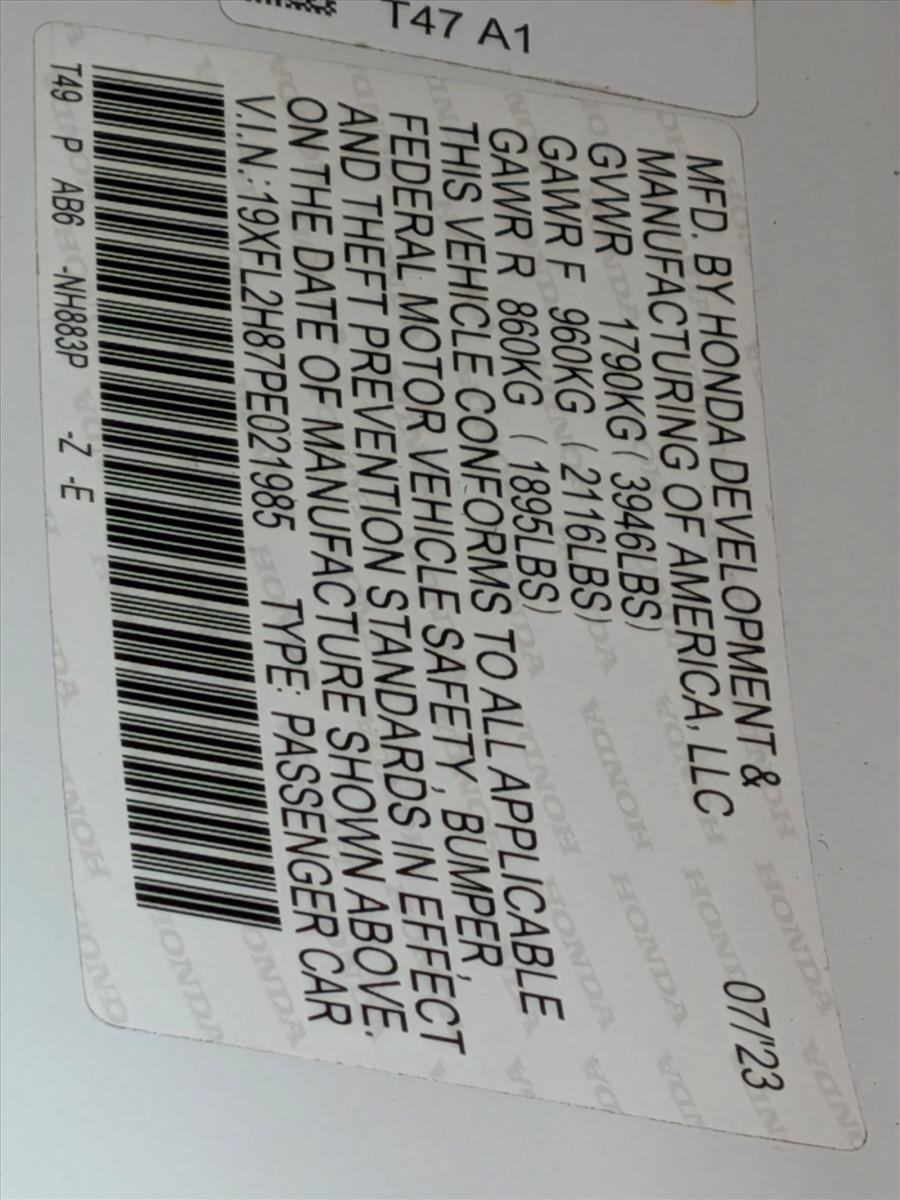 T47 A1
MFD. BY HONDA DEVELOPMENT &
MANUFACTURING OF AMERICA, LLC 07/'23
GVWR 1790KG ( 3946LBS)
GAWR F 960KG ( 2116LBS)
GAWR R 860KG ( 1895LBS)
THIS VEHICLE CONFORMS TO ALL APPLICABLE
FEDERAL MOTOR VEHICLE SAFETY, BUMPER,
AND THEFT PREVENTION STANDARDS IN EFFECT
ON THE DATE OF MANUFACTURE SHOWN ABOVE.
V.I.N.:19XFL2H87PE021985 TYPE: PASSENGER CAR
T49 P AB6 -NH883P -Z -E